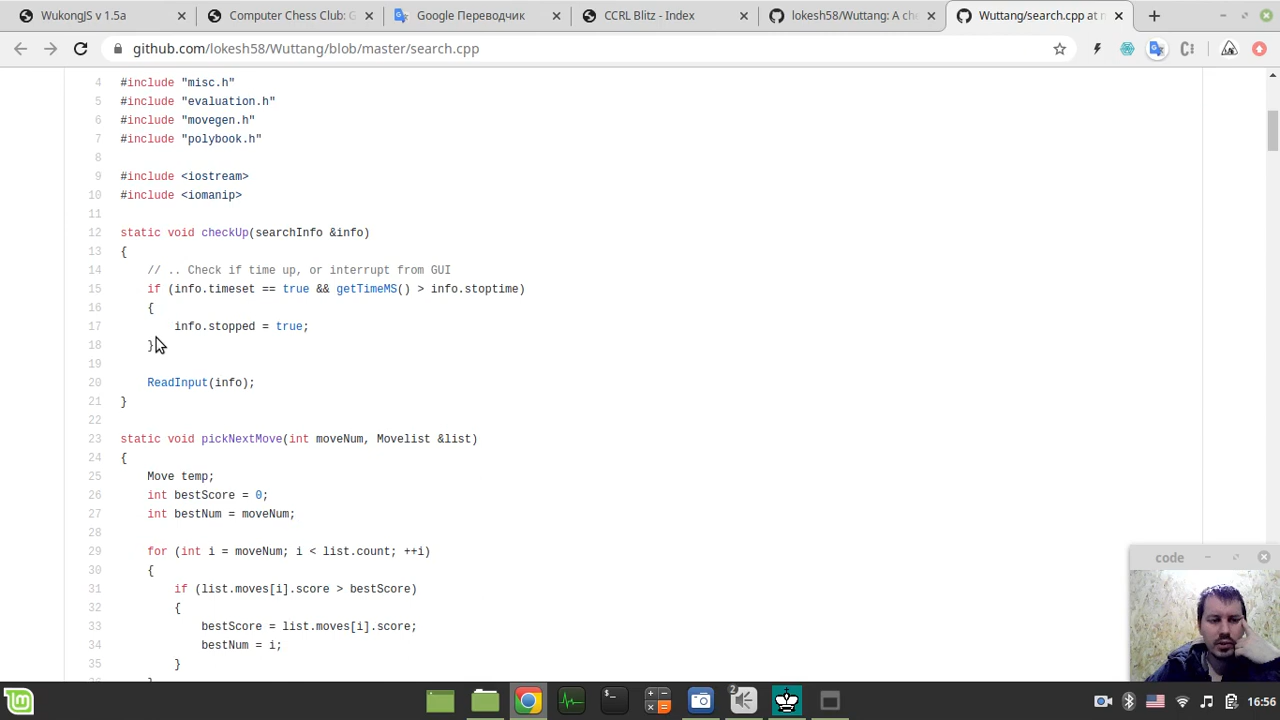 WukongJS v 1.5a
Computer Chess Club: G
Google Переводчик
CCRL Blitz - Index
lokesh58/Wuttang: A che
Wuttang/search.cpp at m
github.com/lokesh58/Wuttang/blob/master/search.cpp
4 #include "misc.h"
5 #include "evaluation.h"
6 #include "movegen.h"
7 #include "polybook.h"
8
9 #include <iostream>
10 #include <iomanip>
11
12 static void checkUp(searchInfo &info)
13 {
14 // .. Check if time up, or interrupt from GUI
15 if (info.timeset == true && getTimeMS() > info.stoptime)
16 {
17 info.stopped = true;
18 }
19
20 ReadInput(info);
21 }
22
23 static void pickNextMove(int moveNum, Movelist &list)
24 {
25 Move temp;
26 int bestScore = 0;
27 int bestNum = moveNum;
28
29 for (int i = moveNum; i < list.count; ++i)
30 {
31 if (list.moves[i].score > bestScore)
32 {
33 bestScore = list.moves[i].score;
34 bestNum = i;
35 }
code
2
16:56